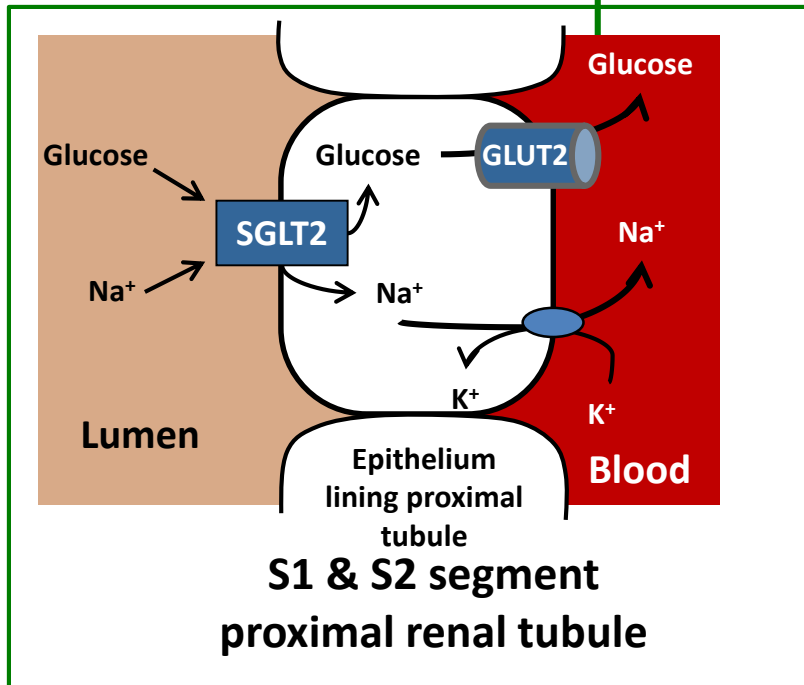 Glucose
Glucose
Glucose
GLUT2
SGLT2
Na⁺
Na⁺
Na⁺
K⁺
K⁺
Lumen
Blood
Epithelium
lining proximal
tubule
S1 & S2 segment
proximal renal tubule